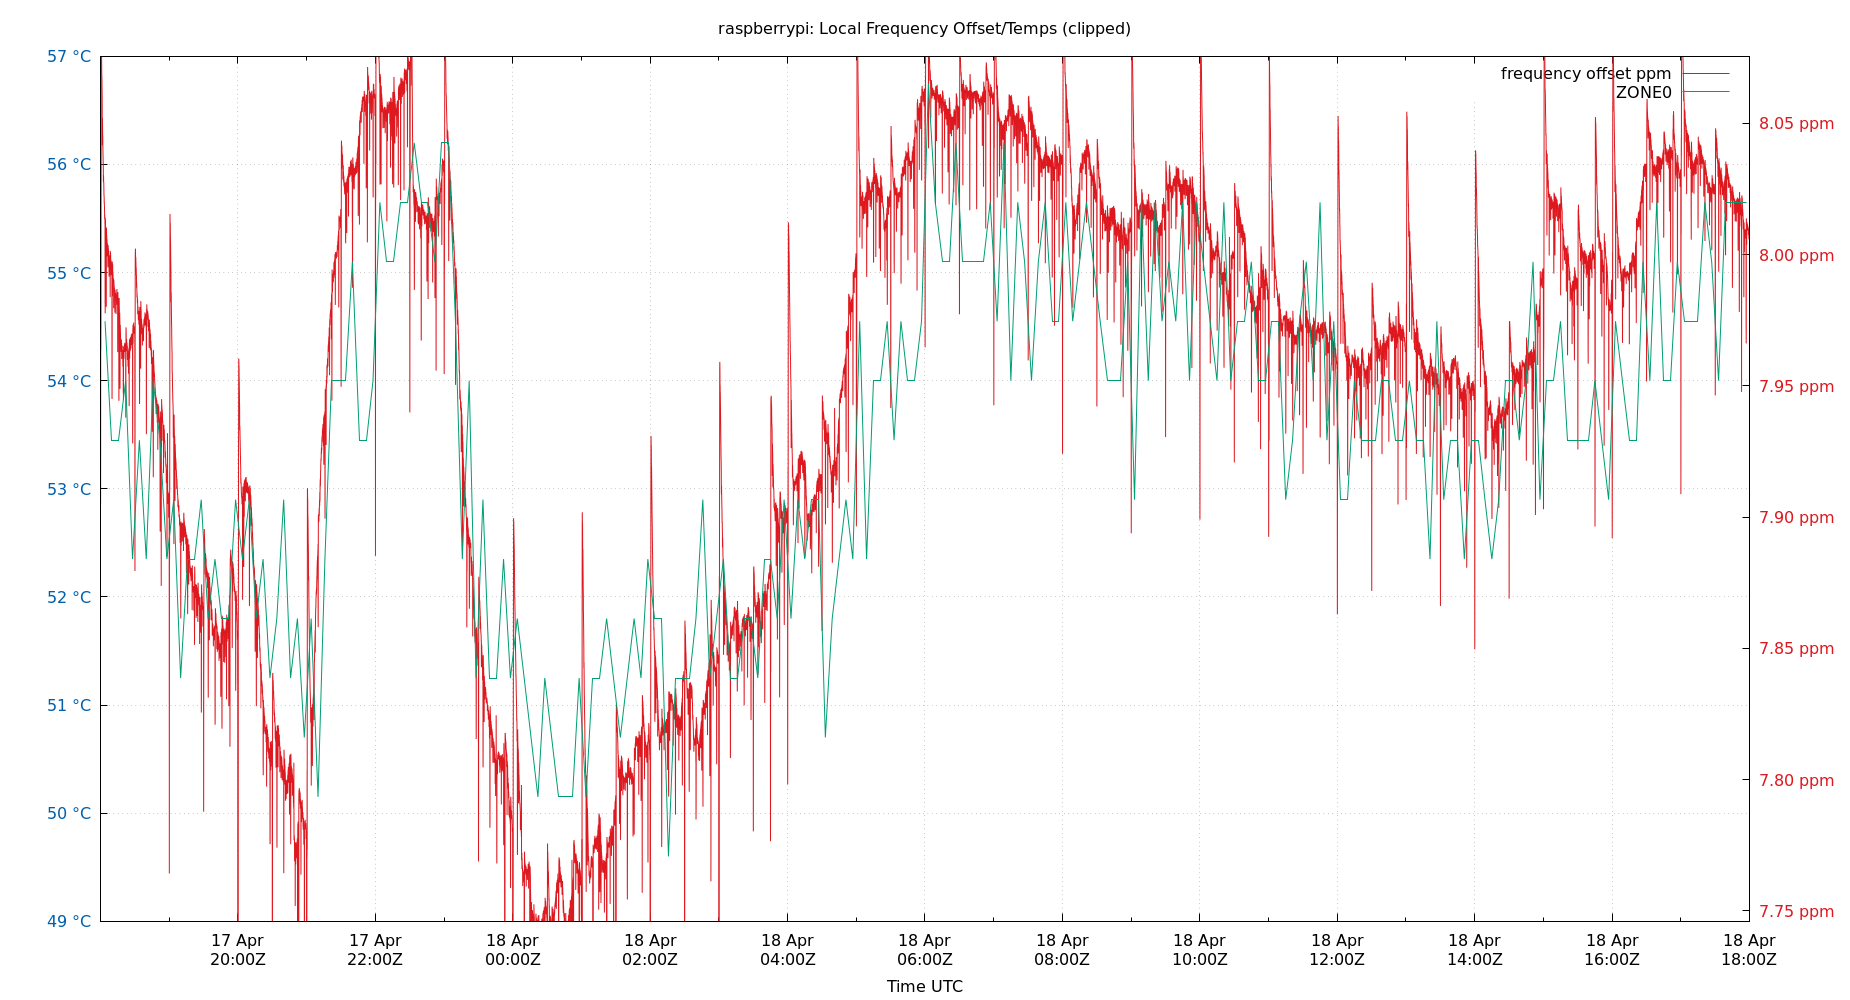 raspberrypi: Local Frequency Offset/Temps (clipped)
57 °C
56 °C
55 °C
54 °C
53 °C
52 °C
51 °C
50 °C
49 °C
frequency offset ppm
ZONE0
8.05 ppm
8.00 ppm
7.95 ppm
7.90 ppm
7.85 ppm
7.80 ppm
7.75 ppm
17 Apr
20:00Z
17 Apr
22:00Z
18 Apr
00:00Z
18 Apr
02:00Z
18 Apr
04:00Z
18 Apr
06:00Z
18 Apr
08:00Z
18 Apr
10:00Z
18 Apr
12:00Z
18 Apr
14:00Z
18 Apr
16:00Z
18 Apr
18:00Z
Time UTC